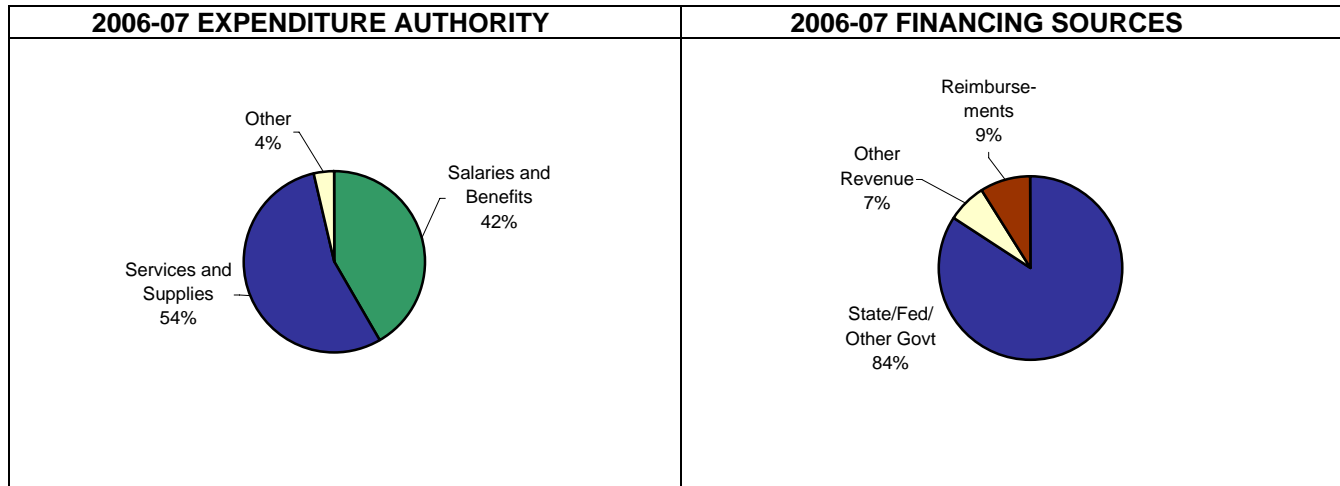 2006-07 EXPENDITURE AUTHORITY
Other
4%
Salaries and
Benefits
42%
Services and
Supplies
54%
2006-07 FINANCING SOURCES
Reimburse-
ments
9%
Other
Revenue
7%
State/Fed/
Other Govt
84%